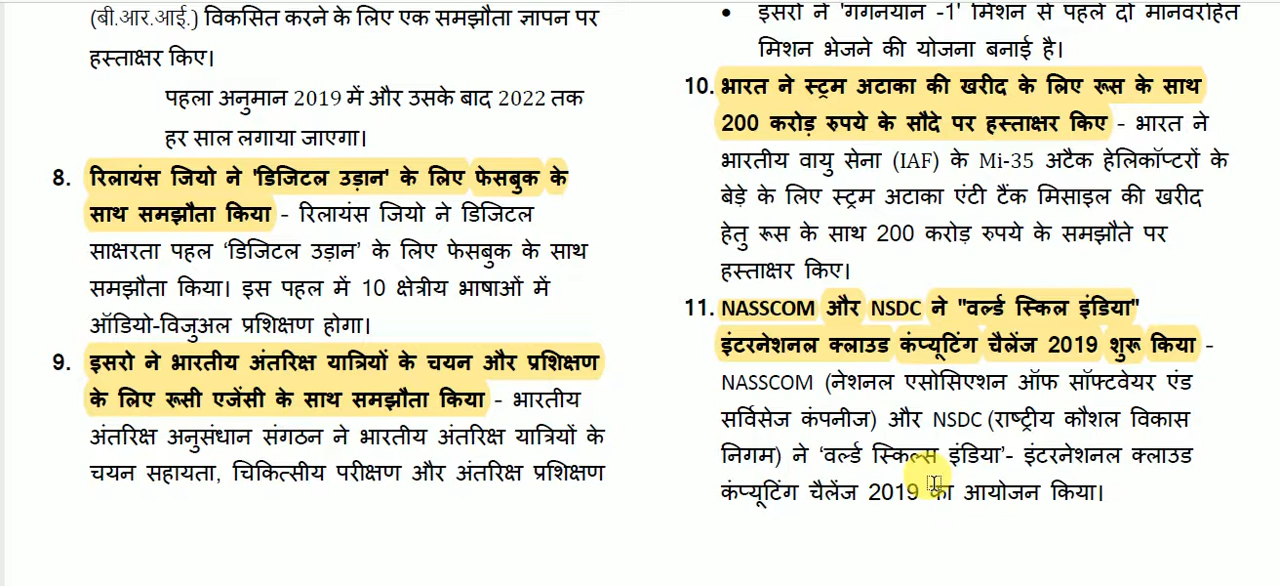 (बी.आर.आई.) विकसित करने के लिए एक समझौता ज्ञापन पर
हस्ताक्षर किए।
पहला अनुमान 2019 में और उसके बाद 2022 तक
हर साल लगाया जाएगा।
8. रिलायंस जियो ने 'डिजिटल उड़ान' के लिए फेसबुक के
साथ समझौता किया - रिलायंस जियो ने डिजिटल
साक्षरता पहल 'डिजिटल उड़ान' के लिए फेसबुक के साथ
समझौता किया। इस पहल में 10 क्षेत्रीय भाषाओं में
ऑडियो-विजुअल प्रशिक्षण होगा।
9. इसरो ने भारतीय अंतरिक्ष यात्रियों के चयन और प्रशिक्षण
के लिए रूसी एजेंसी के साथ समझौता किया - भारतीय
अंतरिक्ष अनुसंधान संगठन ने भारतीय अंतरिक्ष यात्रियों के
चयन सहायता, चिकित्सीय परीक्षण और अंतरिक्ष प्रशिक्षण
• इसरो ने 'गगनयान -1' मिशन से पहले दो मानवरहित
मिशन भेजने की योजना बनाई है।
10. भारत ने स्ट्रम अटाका की खरीद के लिए रूस के साथ
200 करोड़ रुपये के सौदे पर हस्ताक्षर किए - भारत ने
भारतीय वायु सेना (IAF) के Mi-35 अटैक हेलिकॉप्टरों के
बेड़े के लिए स्ट्रम अटाका एंटी टैंक मिसाइल की खरीद
हेतु रूस के साथ 200 करोड़ रुपये के समझौते पर
हस्ताक्षर किए।
11. NASSCOM और NSDC ने "वर्ल्ड स्किल इंडिया"
इंटरनेशनल क्लाउड कंप्यूटिंग चैलेंज 2019 शुरू किया -
NASSCOM (नेशनल एसोसिएशन ऑफ सॉफ्टवेयर एंड
सर्विसेज कंपनीज) और NSDC (राष्ट्रीय कौशल विकास
निगम) ने 'वर्ल्ड स्किल्स इंडिया'- इंटरनेशनल क्लाउड
कंप्यूटिंग चैलेंज 2019 का आयोजन किया।